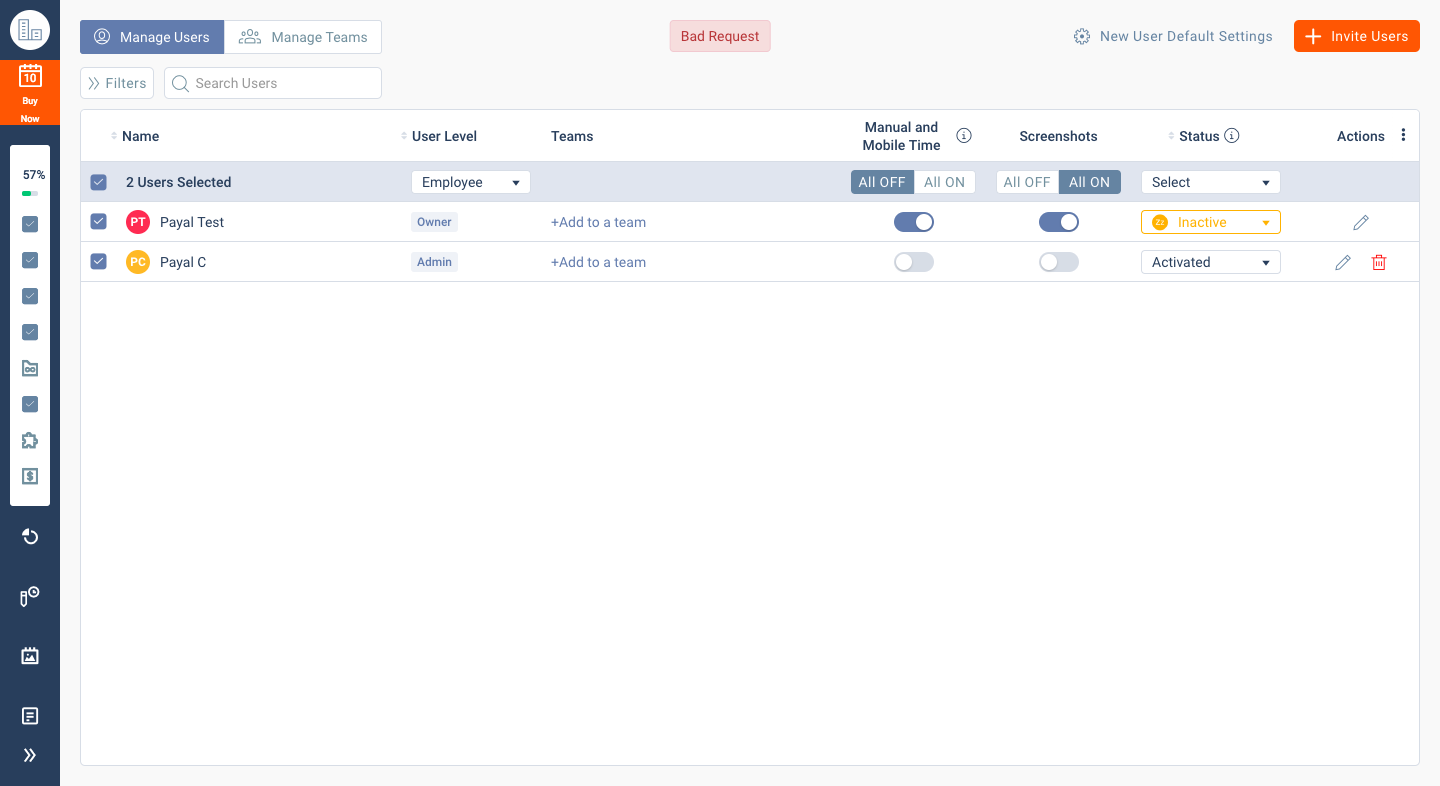 Manage Users
Manage Teams
Bad Request
New User Default Settings
Invite Users
10
Buy
Now
Filters
Search Users
Name
User Level
Teams
Manual and
Mobile Time
Screenshots
Status
Actions
57%
2 Users Selected
Employee
All OFF
All ON
All OFF
All ON
Select
PT
Payal Test
Owner
+Add to a team
Zz
Inactive
PC
Payal C
Admin
+Add to a team
Activated